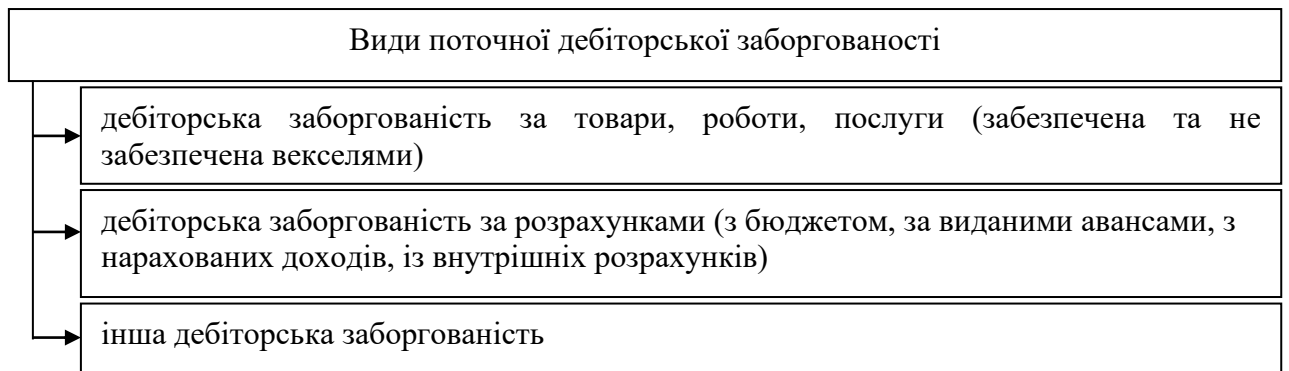 Види поточної дебіторської заборгованості
дебіторська заборгованість за товари, роботи, послуги (забезпечена та не
забезпечена векселями)
дебіторська заборгованість за розрахунками (з бюджетом, за виданими авансами, з
нарахованих доходів, із внутрішніх розрахунків)
інша дебіторська заборгованість